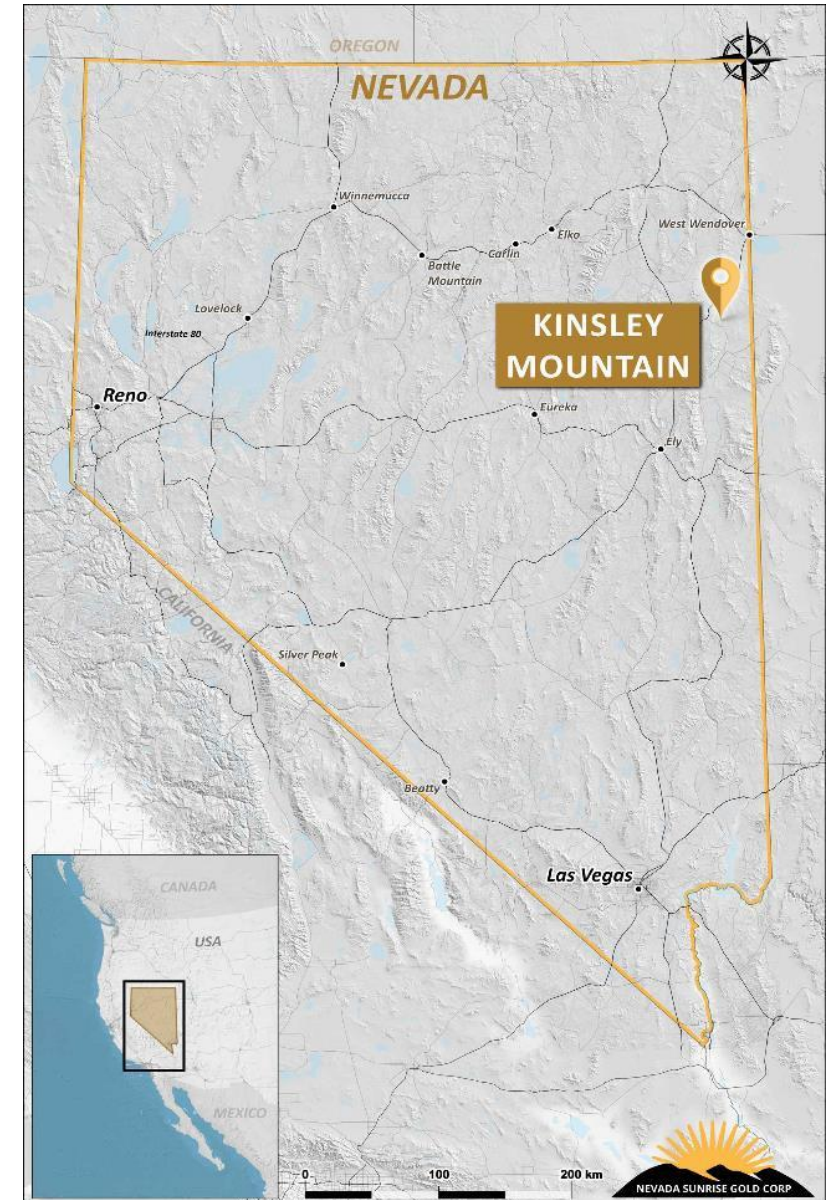 OREGON
NEVADA
Winnemucca
West Wendover
Elko
Carlin
Battle
Mountain
Lovelock
Interstate 80
KINSLEY
MOUNTAIN
Reno
Eureka
Ely
CALIFORNIA
Silver Peak
Beatty
Las Vegas
CANADA
USA
MEXICO
0 100 200 km
NEVADA SUNRISE GOLD CORP